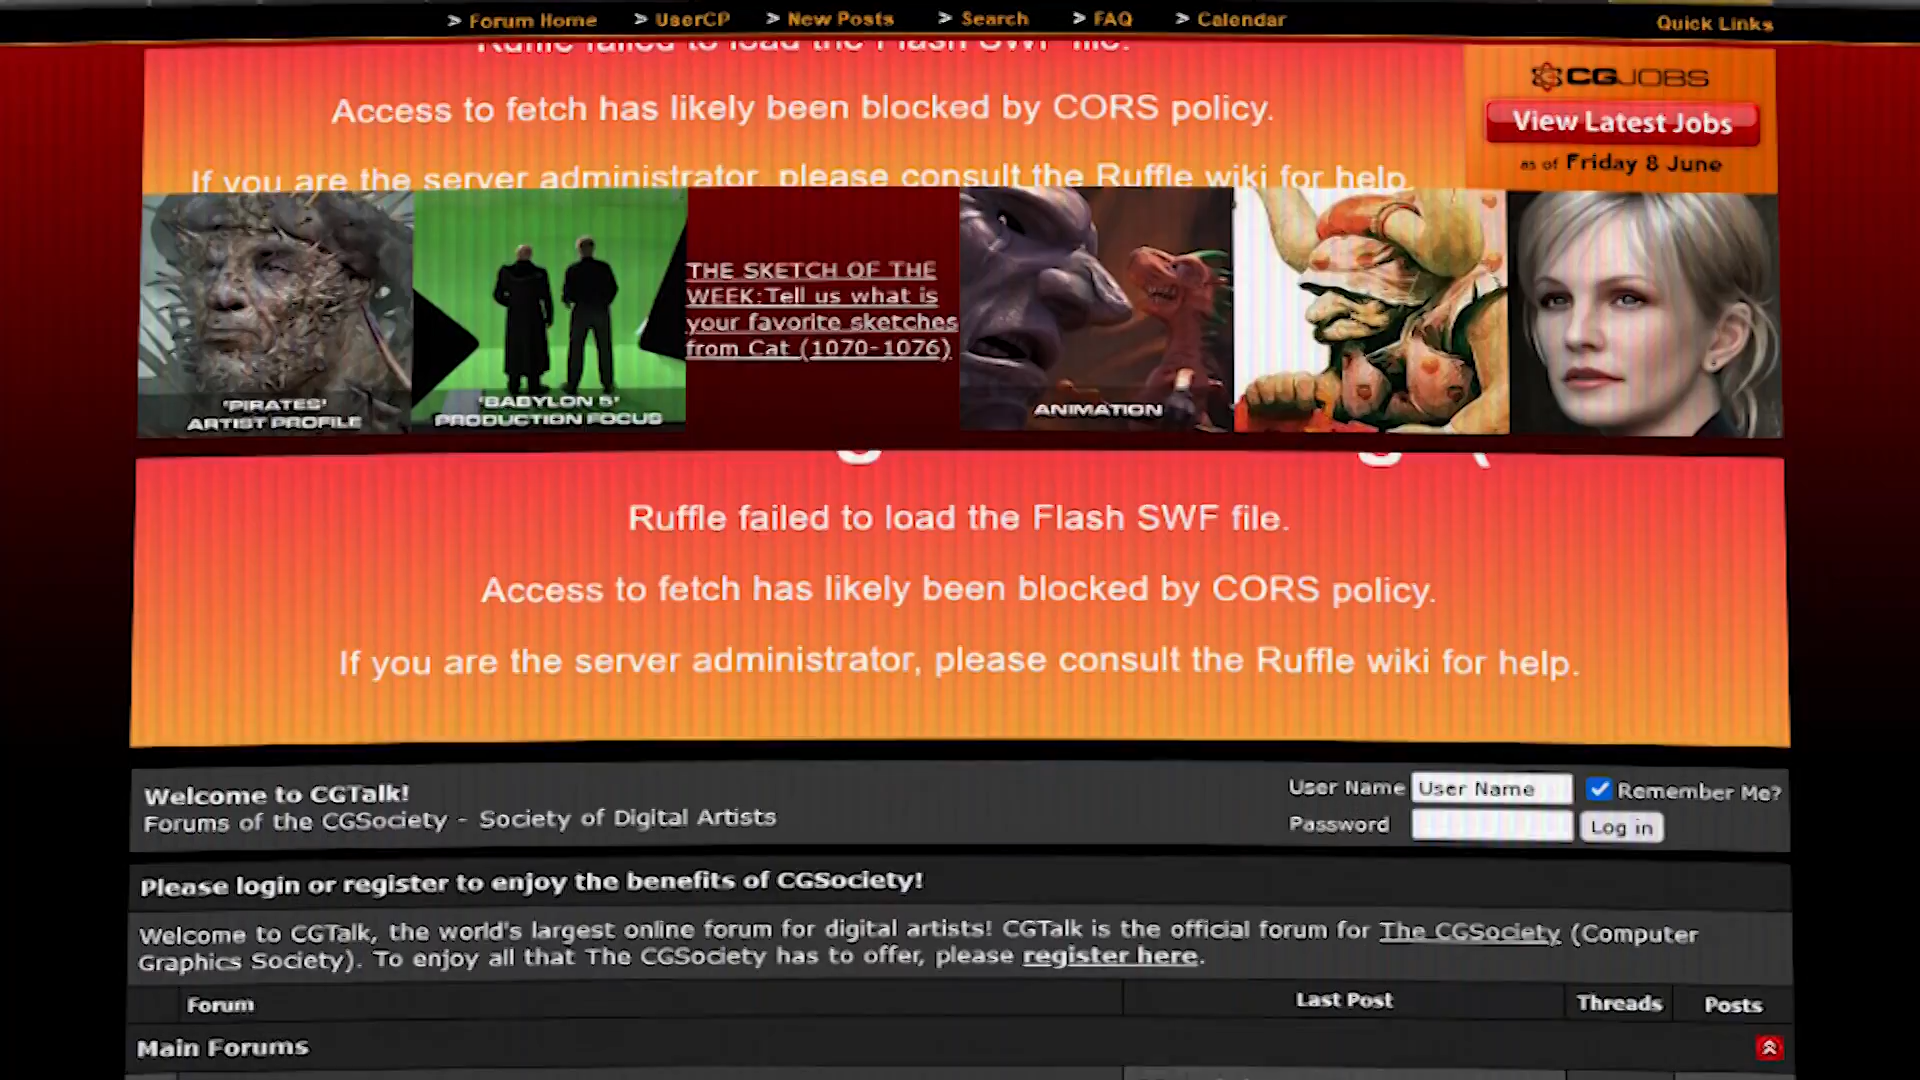 > Forum Home > UserCP > New Posts > Search > FAQ > Calendar
Quick Links
Ruffle failed to load the Flash SWF file.
Access to fetch has likely been blocked by CORS policy.
If you are the server administrator, please consult the Ruffle wiki for help.
CGJOBS
View Latest Jobs
as of Friday 8 June
'PIRATES'
ARTIST PROFILE
'BABYLON 5'
PRODUCTION FOCUS
THE SKETCH OF THE
WEEK:Tell us what is
your favorite sketches
from Cat (1070-1076)
ANIMATION
Ruffle failed to load the Flash SWF file.
Access to fetch has likely been blocked by CORS policy.
If you are the server administrator, please consult the Ruffle wiki for help.
Welcome to CGTalk!
Forums of the CGSociety - Society of Digital Artists
User Name User Name Remember Me?
Password Log in
Please login or register to enjoy the benefits of CGSociety!
Welcome to CGTalk, the world's largest online forum for digital artists! CGTalk is the official forum for The CGSociety (Computer
Graphics Society). To enjoy all that The CGSociety has to offer, please register here.
Forum Last Post Threads Posts
Main Forums